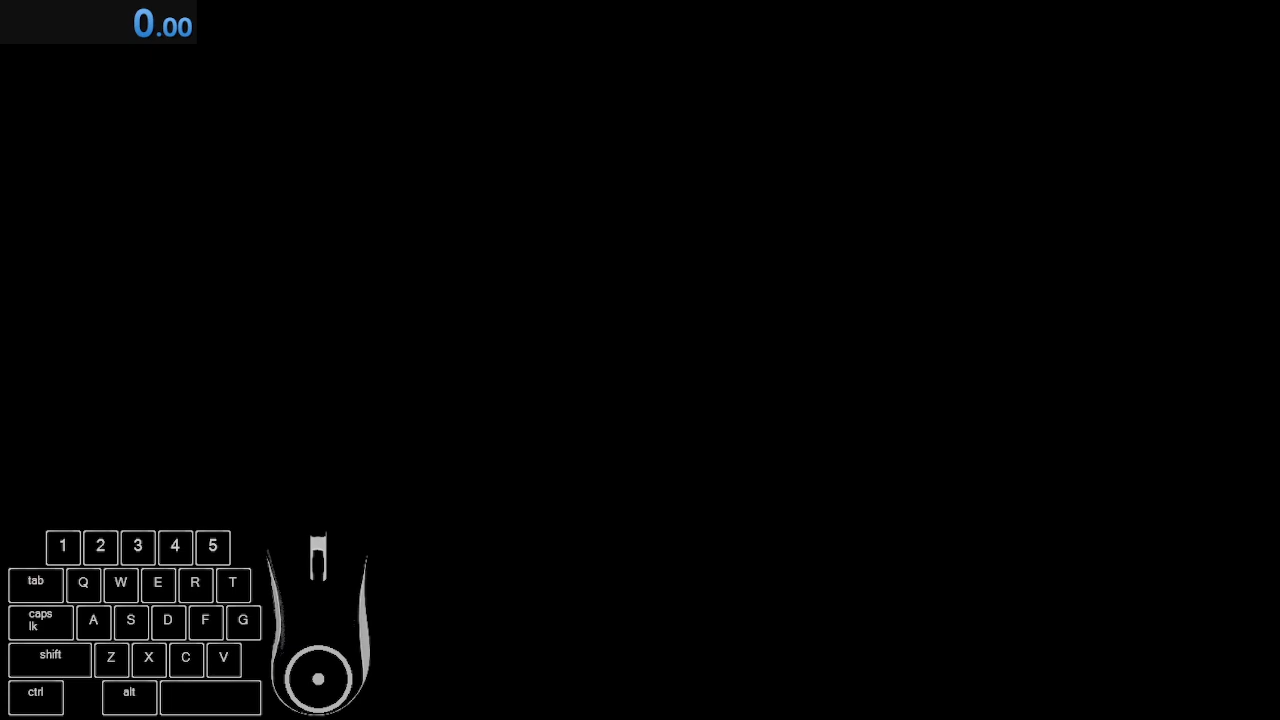 0.00
1 2 3 4 5
tab Q W E R T
caps
lk A S D F G
shift Z X C V
ctrl alt